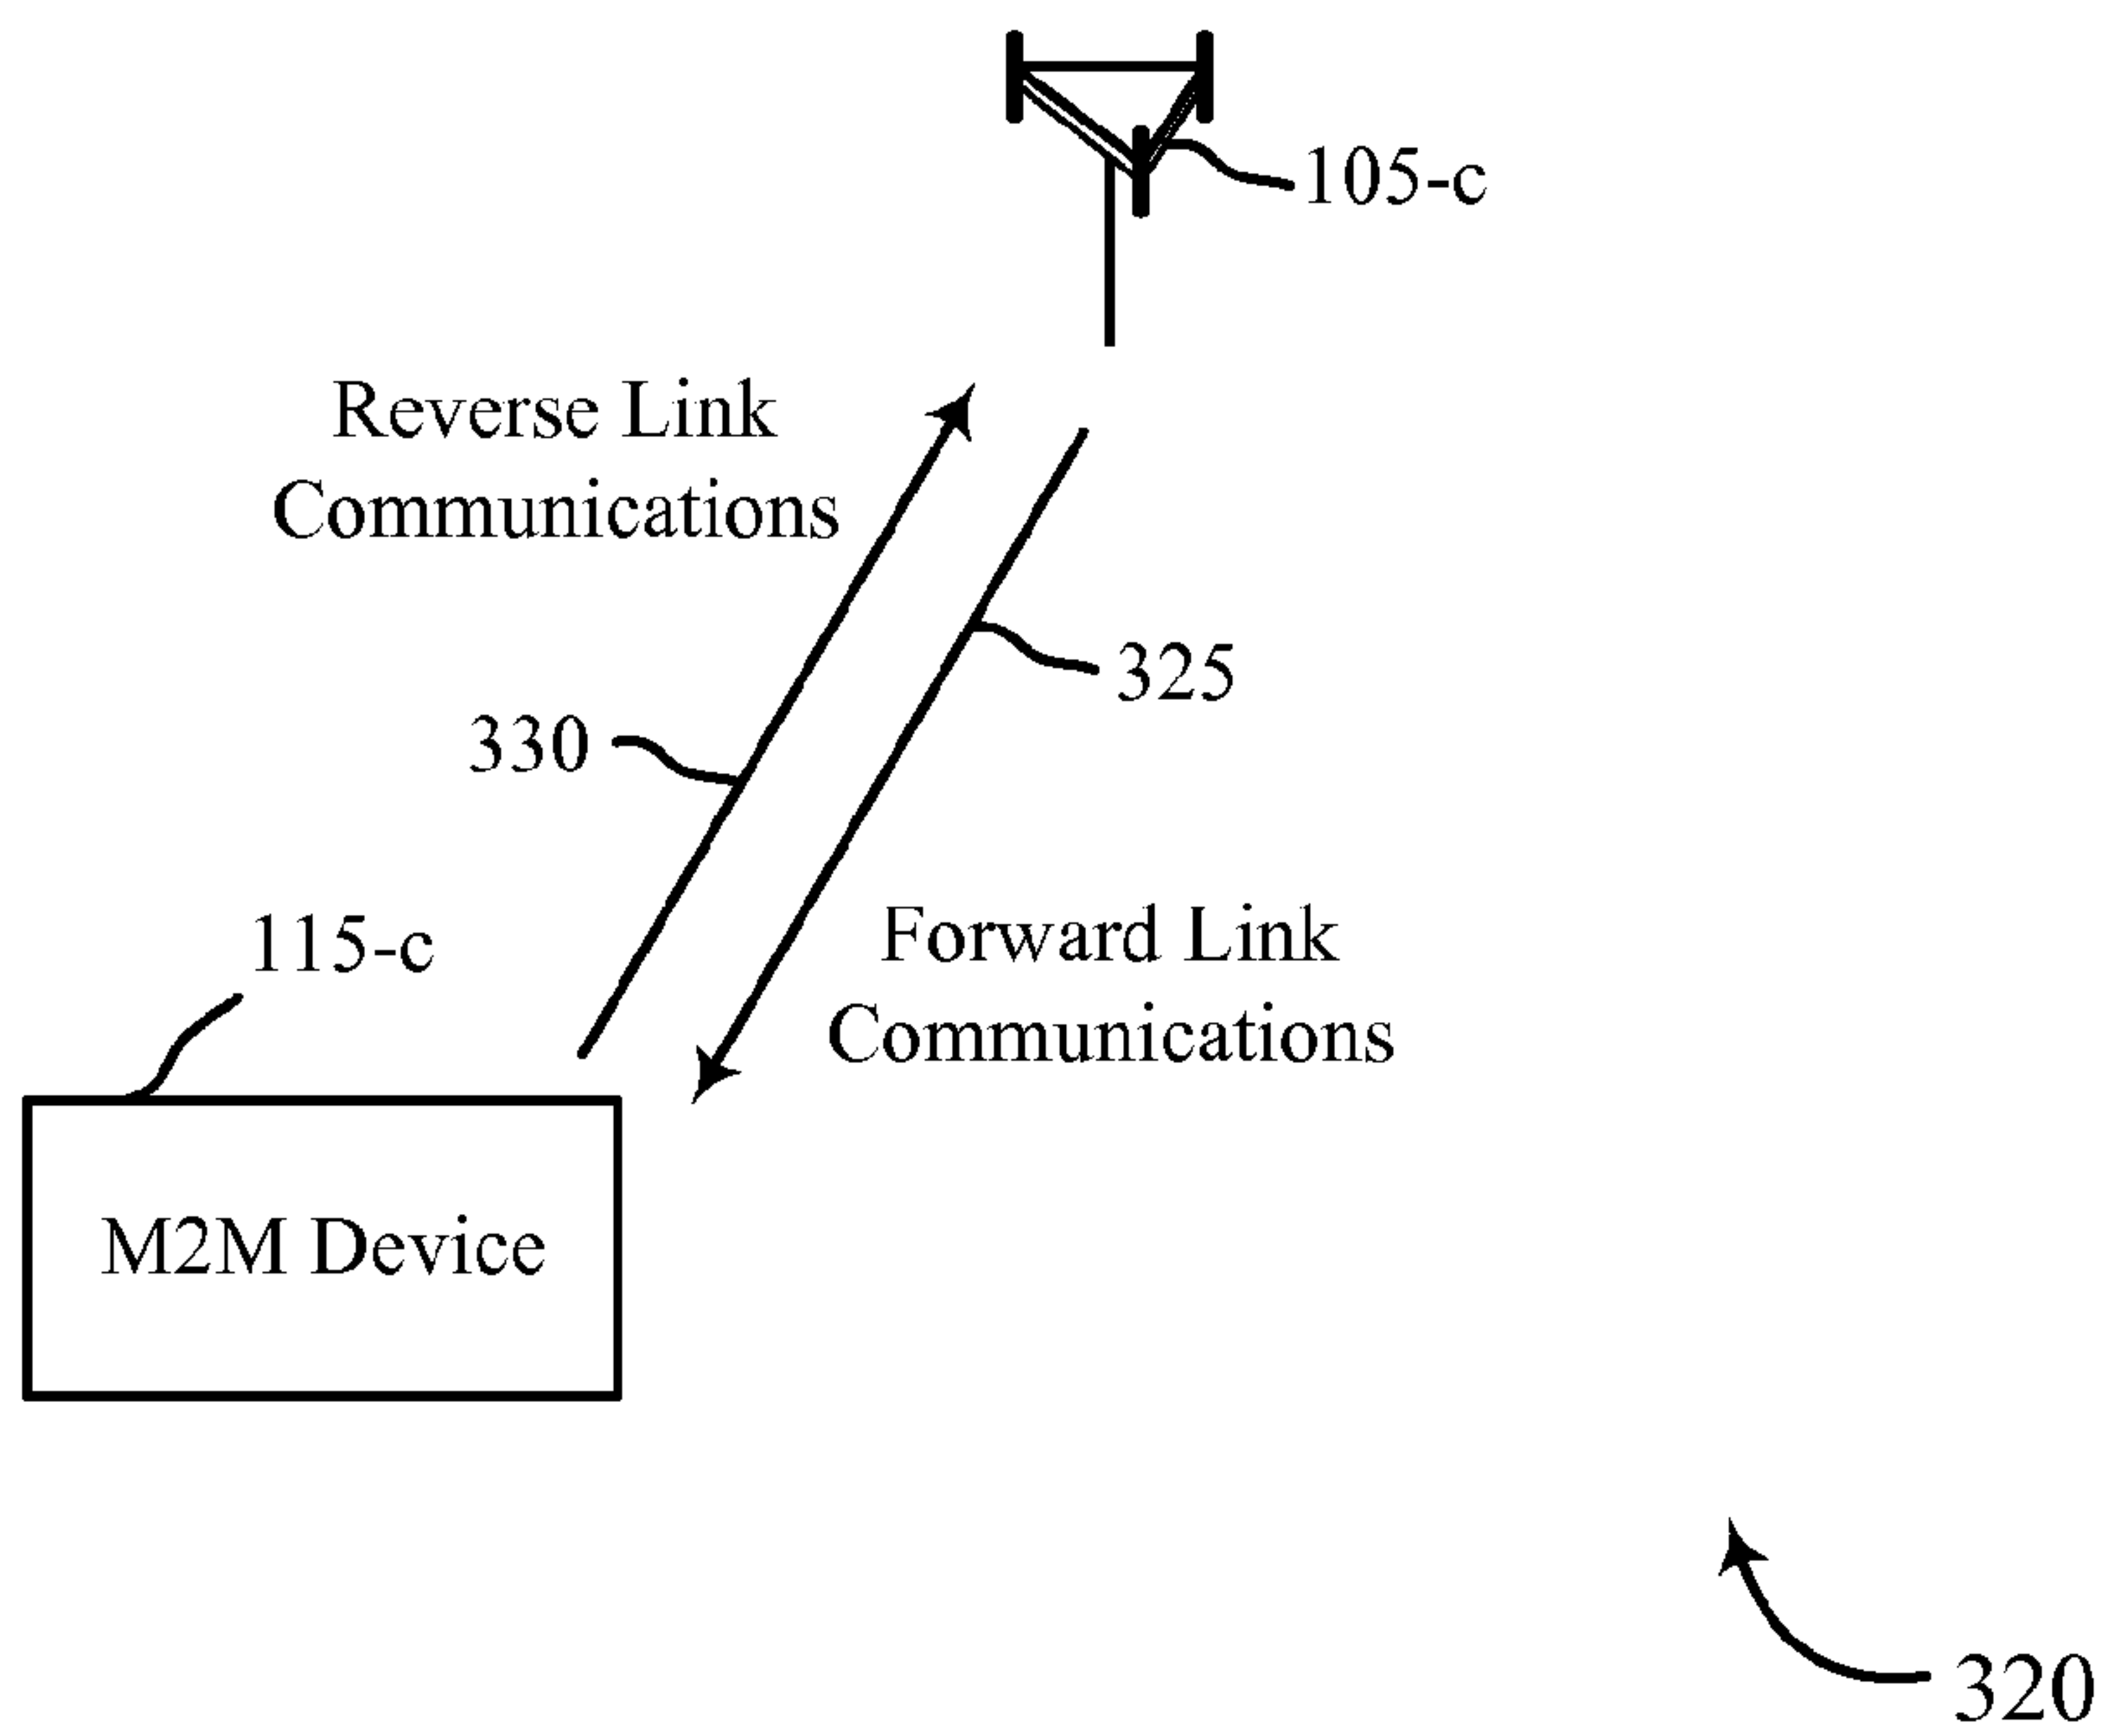 105-c
Reverse Link
Communications
325
330
115-c
Forward Link
Communications
M2M Device
320